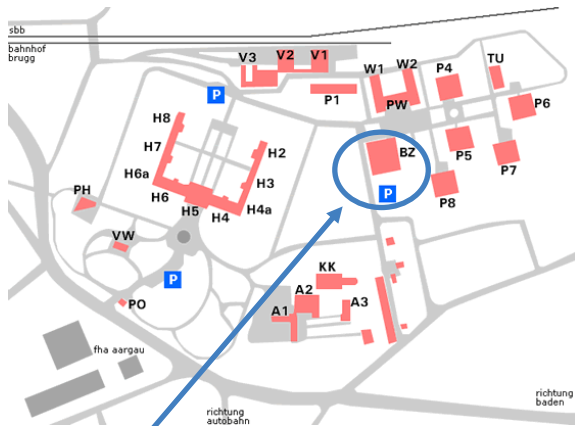 sbb
bahnhof
brugg
V3
V2
V1
W1
W2
P4
TU
P
P1
PW
P6
H8
H7
H2
BZ
P5
P7
H6a
H3
PH
H6
H5
H4
H4a
P
P8
VW
P
KK
PO
A1
A2
A3
fha aargau
richtung
autobahn
richtung
baden